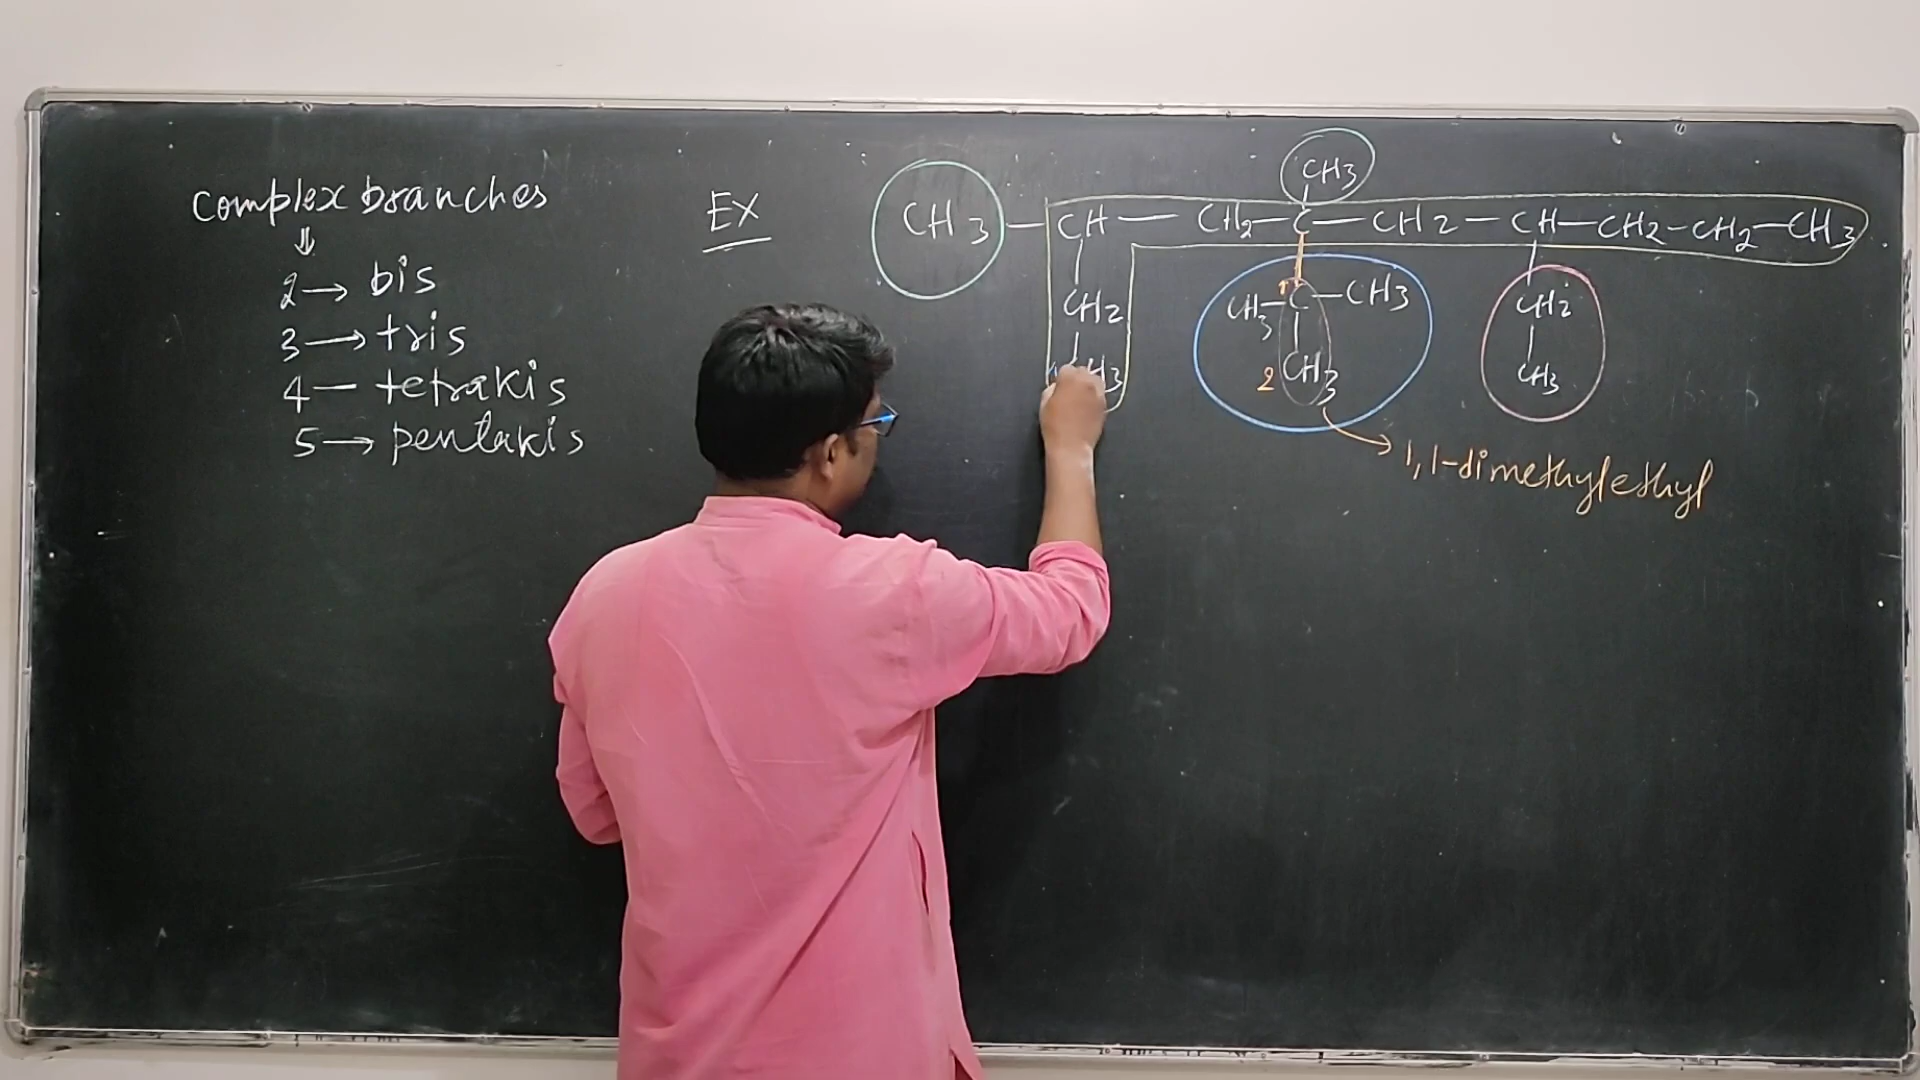 complex branches
⇓
2 → bis
3 → tris
4 — tetrakis
5 → pentakis
EX
CH3
CH3 — CH — CH2 — C — CH2 — CH — CH2 — CH2 — CH3
CH2
CH3 — C — CH3
1
CH2
CH3
2 CH3
CH3
1,1-dimethylethyl